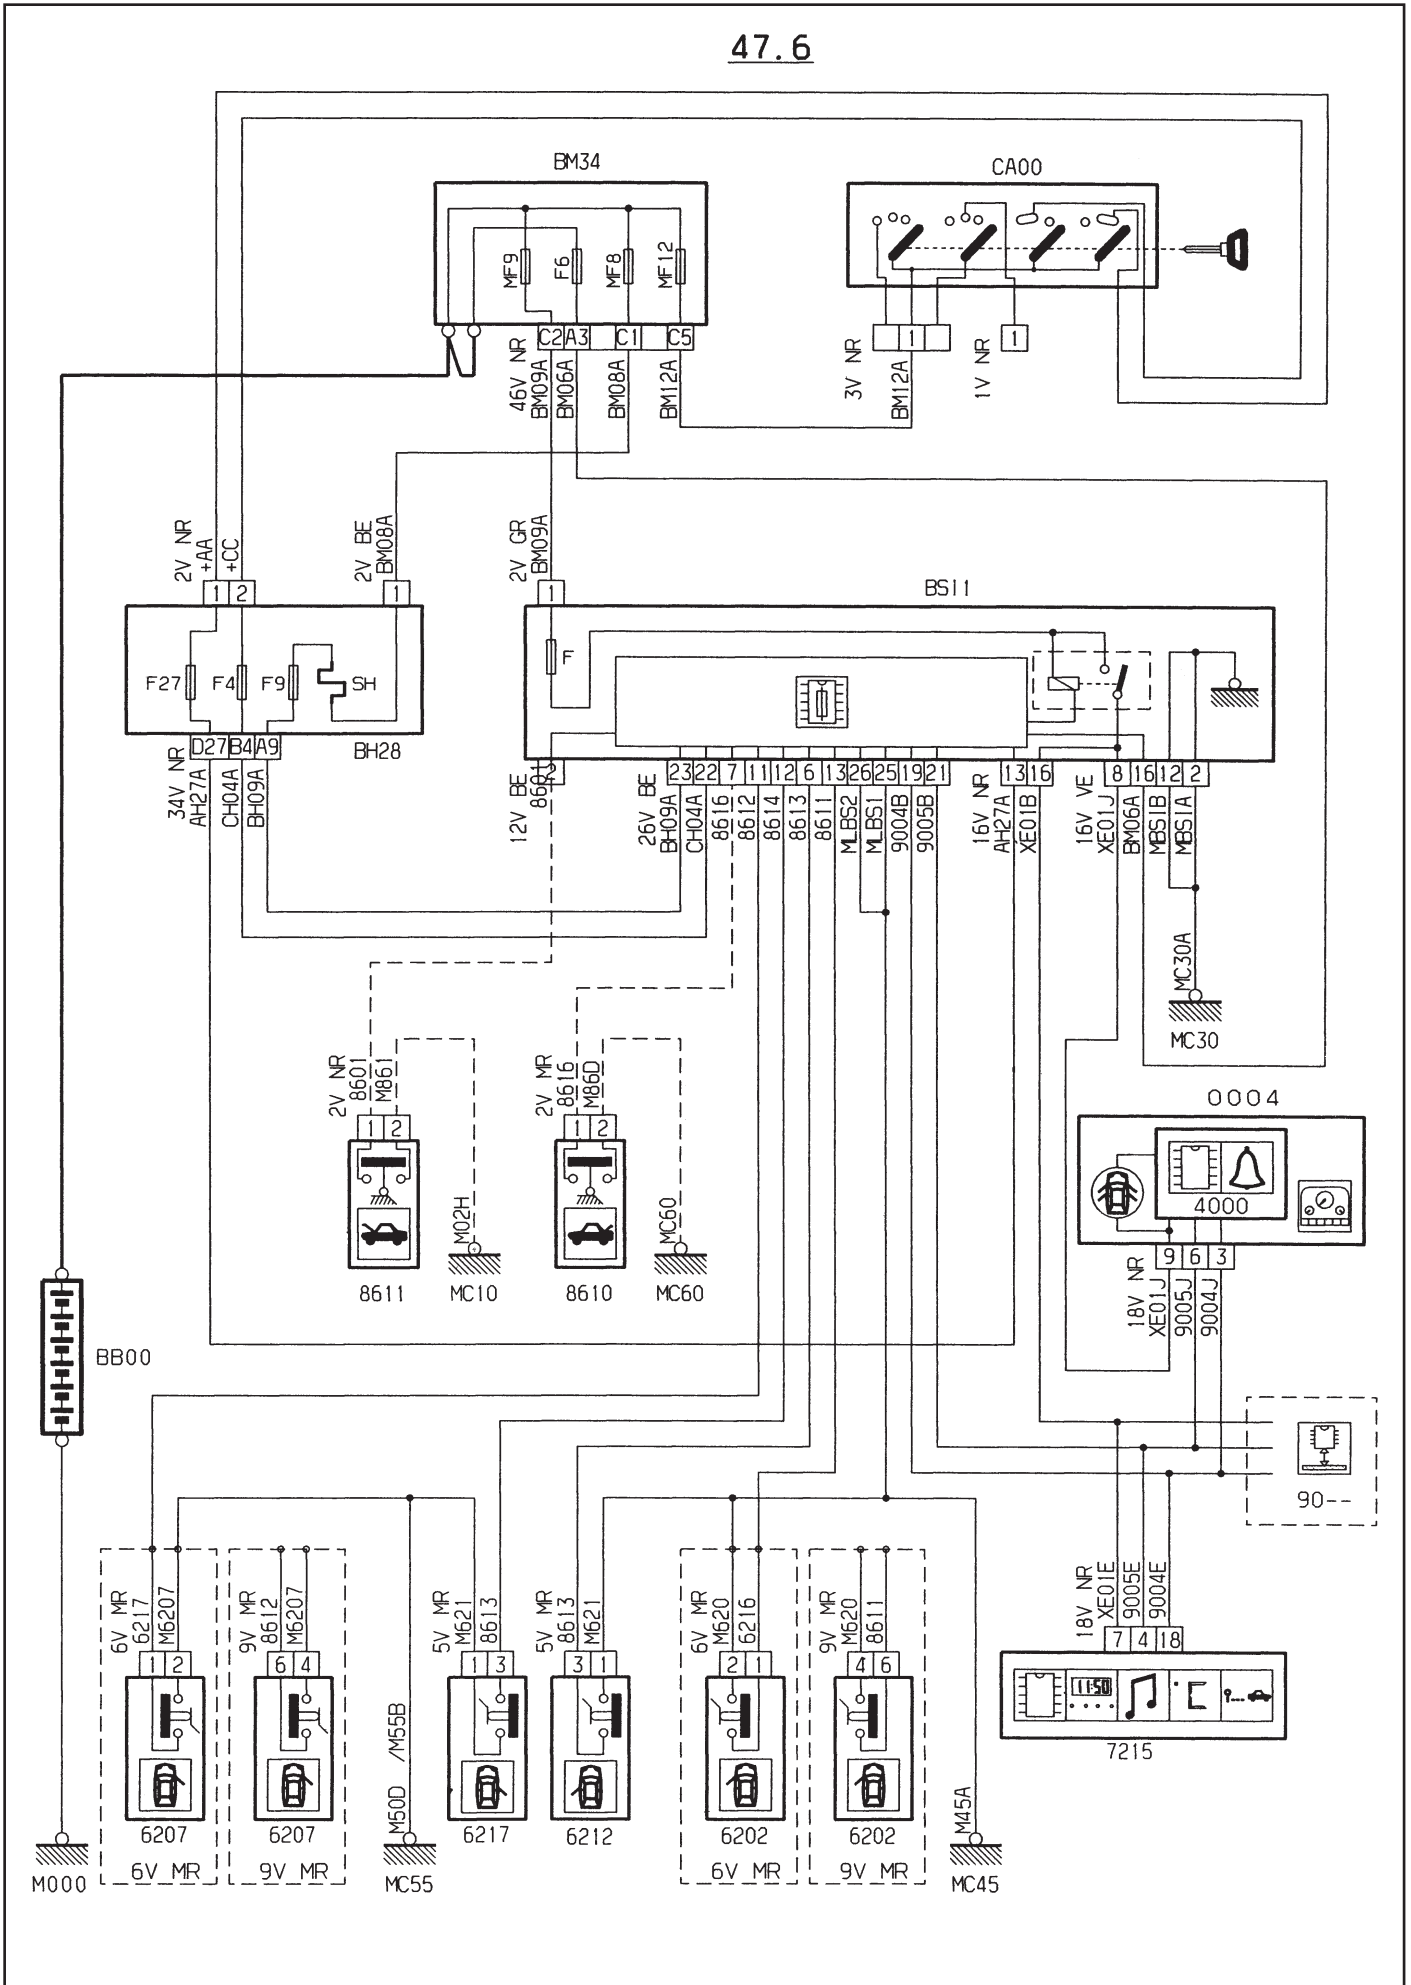 47.6
BM34
CA00
MF9
F6
MF8
MF12
C2 A3 C1 C5
46V NR
BM09A
BM06A
BM08A
BM12A
1
1
3V NR
BM12A
1V NR
2V NR
+AA
+CC
2V BE
BM08A
2V GR
BM09A
1 2
1
1
BSI1
F27
F4
F9
SH
F
D27 B4 A9
BH28
34V NR
AH27A
CH04A
BH09A
2
23 22 7 11 12 6 13 26 25 19 21
13 16
8 16 12 2
12V BE
8601
26V BE
BH09A
CH04A
8616
8612
8614
8613
8611
MLBS2
MLBS1
9004B
9005B
16V NR
AH27A
XE01B
16V VE
XE01J
BM06A
MBS1B
MBS1A
MC30A
MC30
2V NR
8601
M861
2V MR
8616
M86D
1 2
1 2
M02H
MC60
8611
MC10
8610
MC60
0004
4000
9 6 3
18V NR
XE01J
9005J
9004J
BB00
90--
6V MR
6217
M6207
9V MR
8612
M6207
5V MR
M621
8613
5V MR
8613
M621
6V MR
M620
6216
9V MR
M620
8611
18V NR
XE01E
9005E
9004E
1 2
6 4
1 3
3 1
2 1
4 6
7 4 18
11:50
°C
7215
M50D /M55B
M45A
6207
6207
6217
6212
6202
6202
6V MR
9V MR
6V MR
9V MR
M000
MC55
MC45